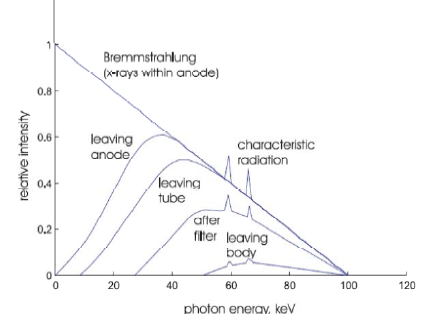 Bremmstrahlung
(x-rays within anode)
1
0.8
0.6
0.4
0.2
0
relative intensity
leaving
anode
leaving
tube
characteristic
radiation
after
filter
leaving
body
0 20 40 60 80 100 120
photon energy, keV